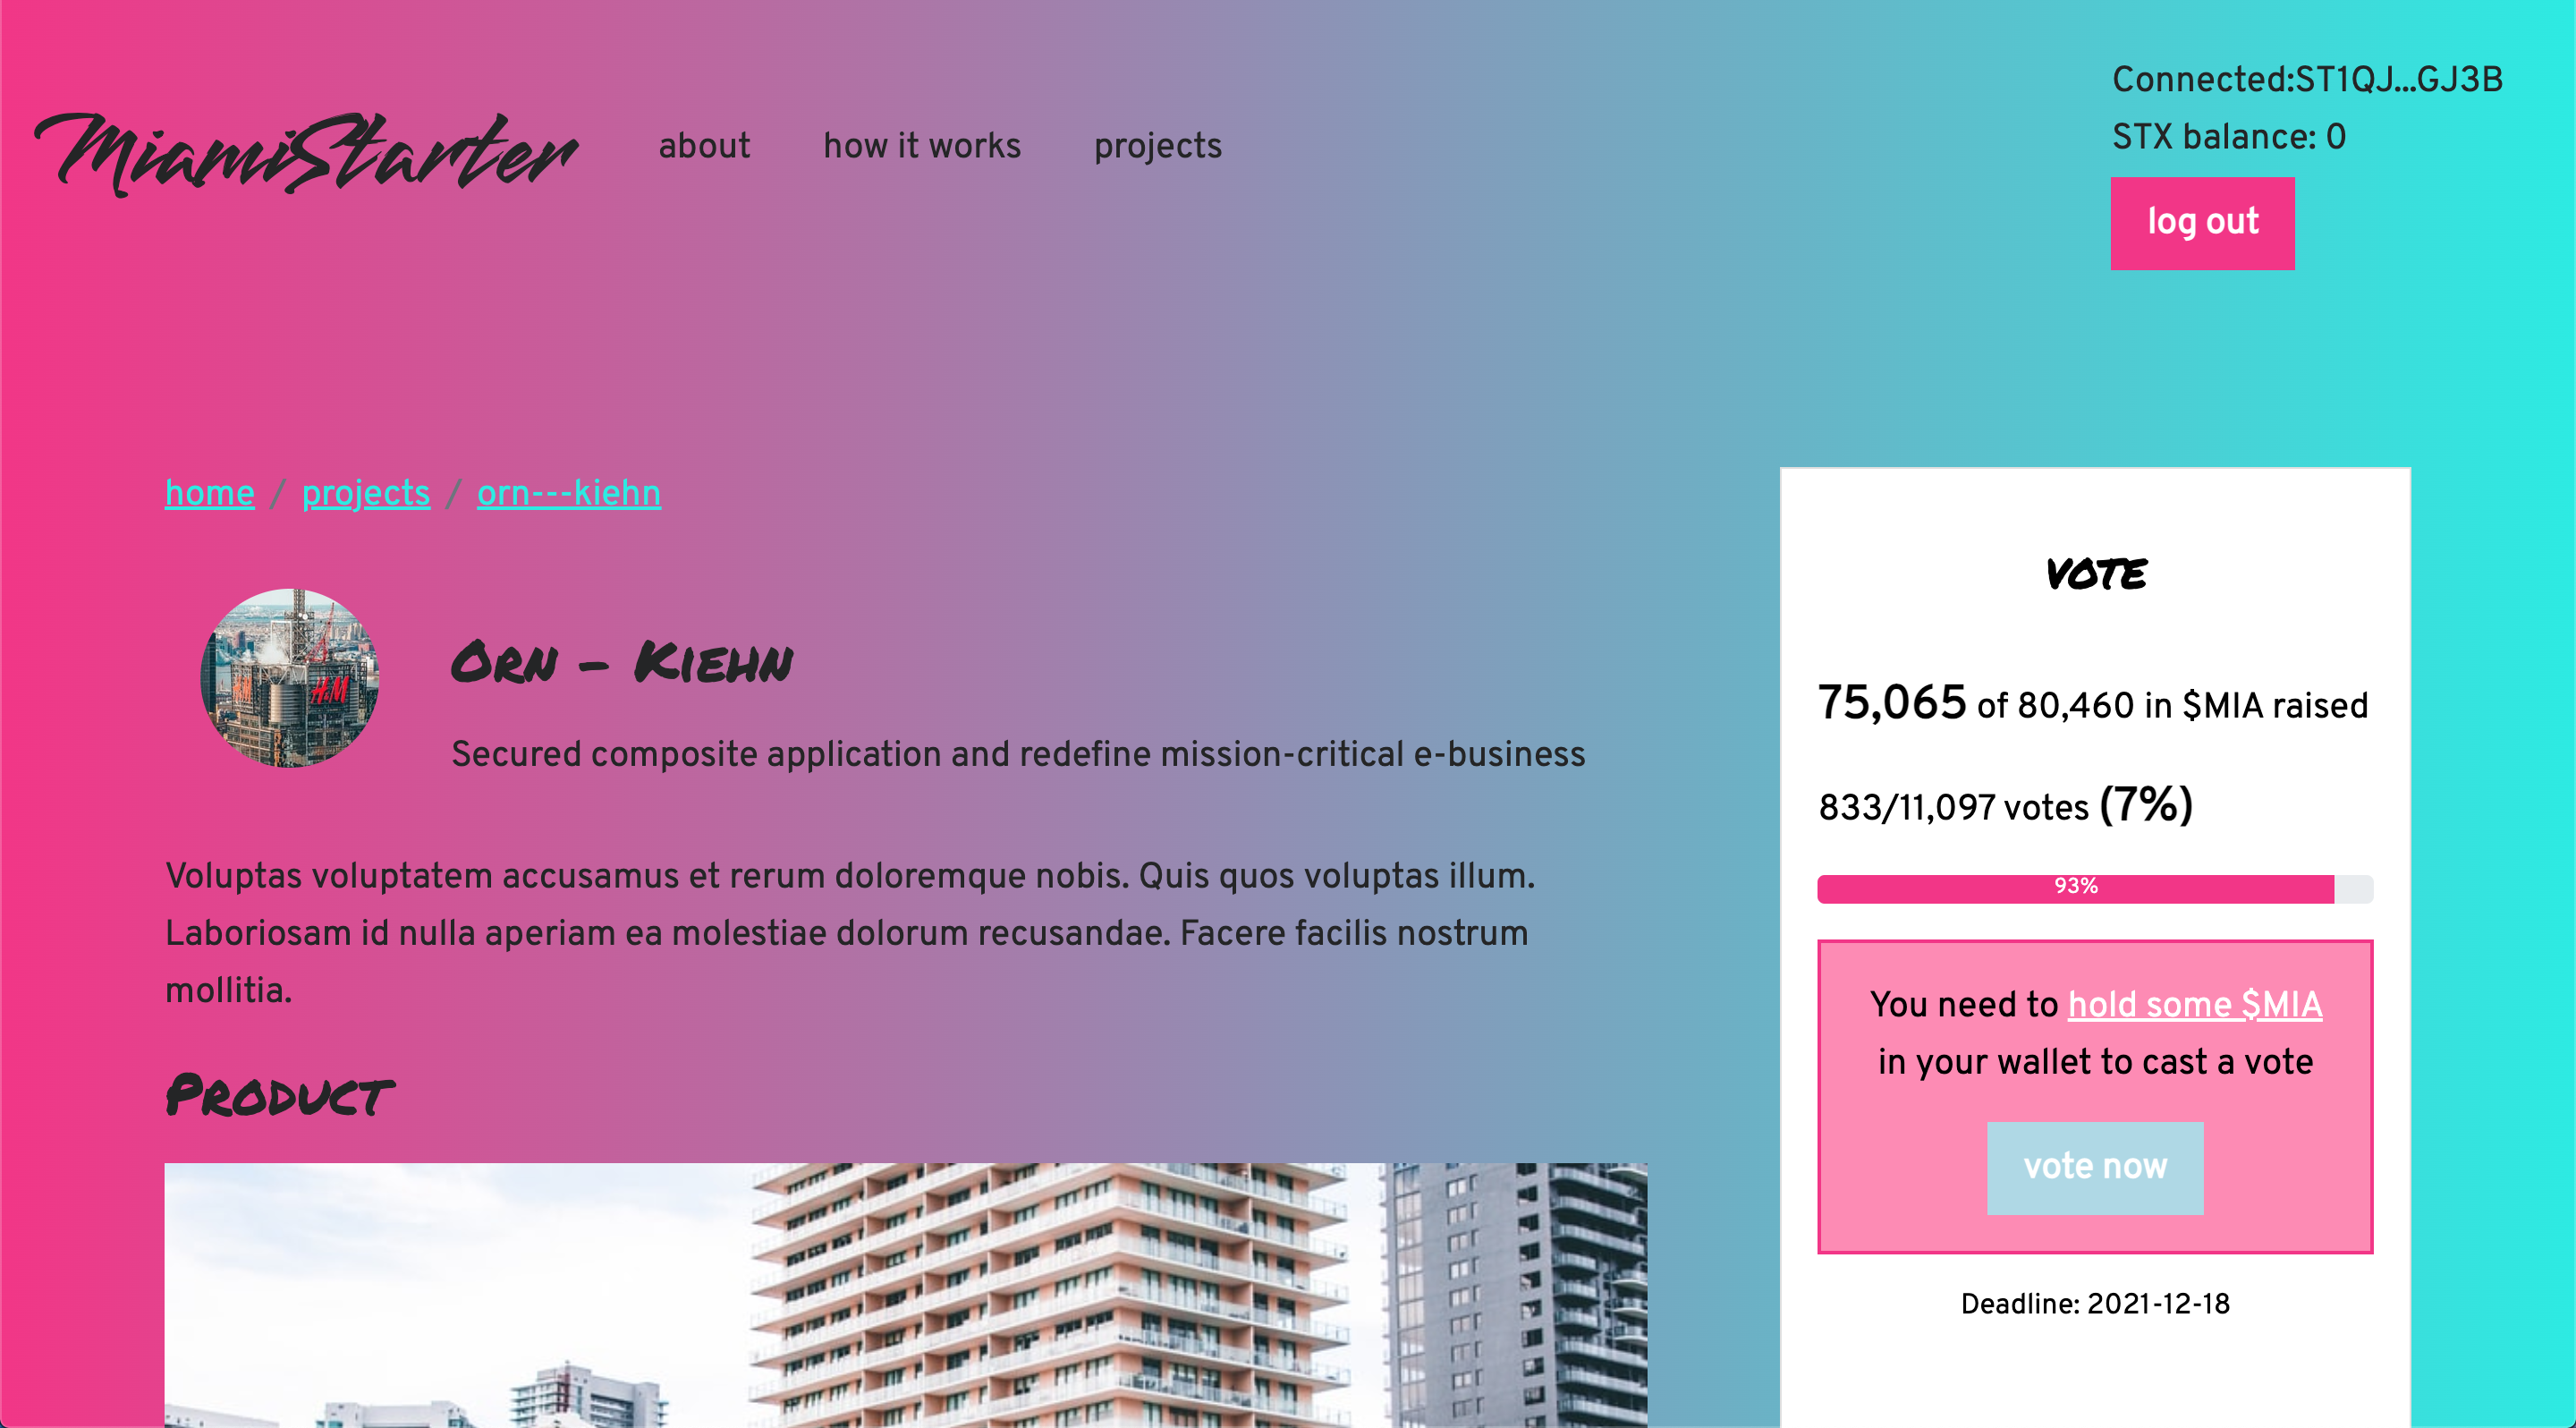 MiamiStarter
about
how it works
projects
Connected:ST1QJ...GJ3B
STX balance: 0
log out
home / projects / orn---kiehn
H&M
Orn - Kiehn
Secured composite application and redefine mission-critical e-business
Voluptas voluptatem accusamus et rerum doloremque nobis. Quis quos voluptas illum.
Laboriosam id nulla aperiam ea molestiae dolorum recusandae. Facere facilis nostrum
mollitia.
Product
vote
75,065 of 80,460 in $MIA raised
833/11,097 votes (7%)
93%
You need to hold some $MIA
in your wallet to cast a vote
vote now
Deadline: 2021-12-18